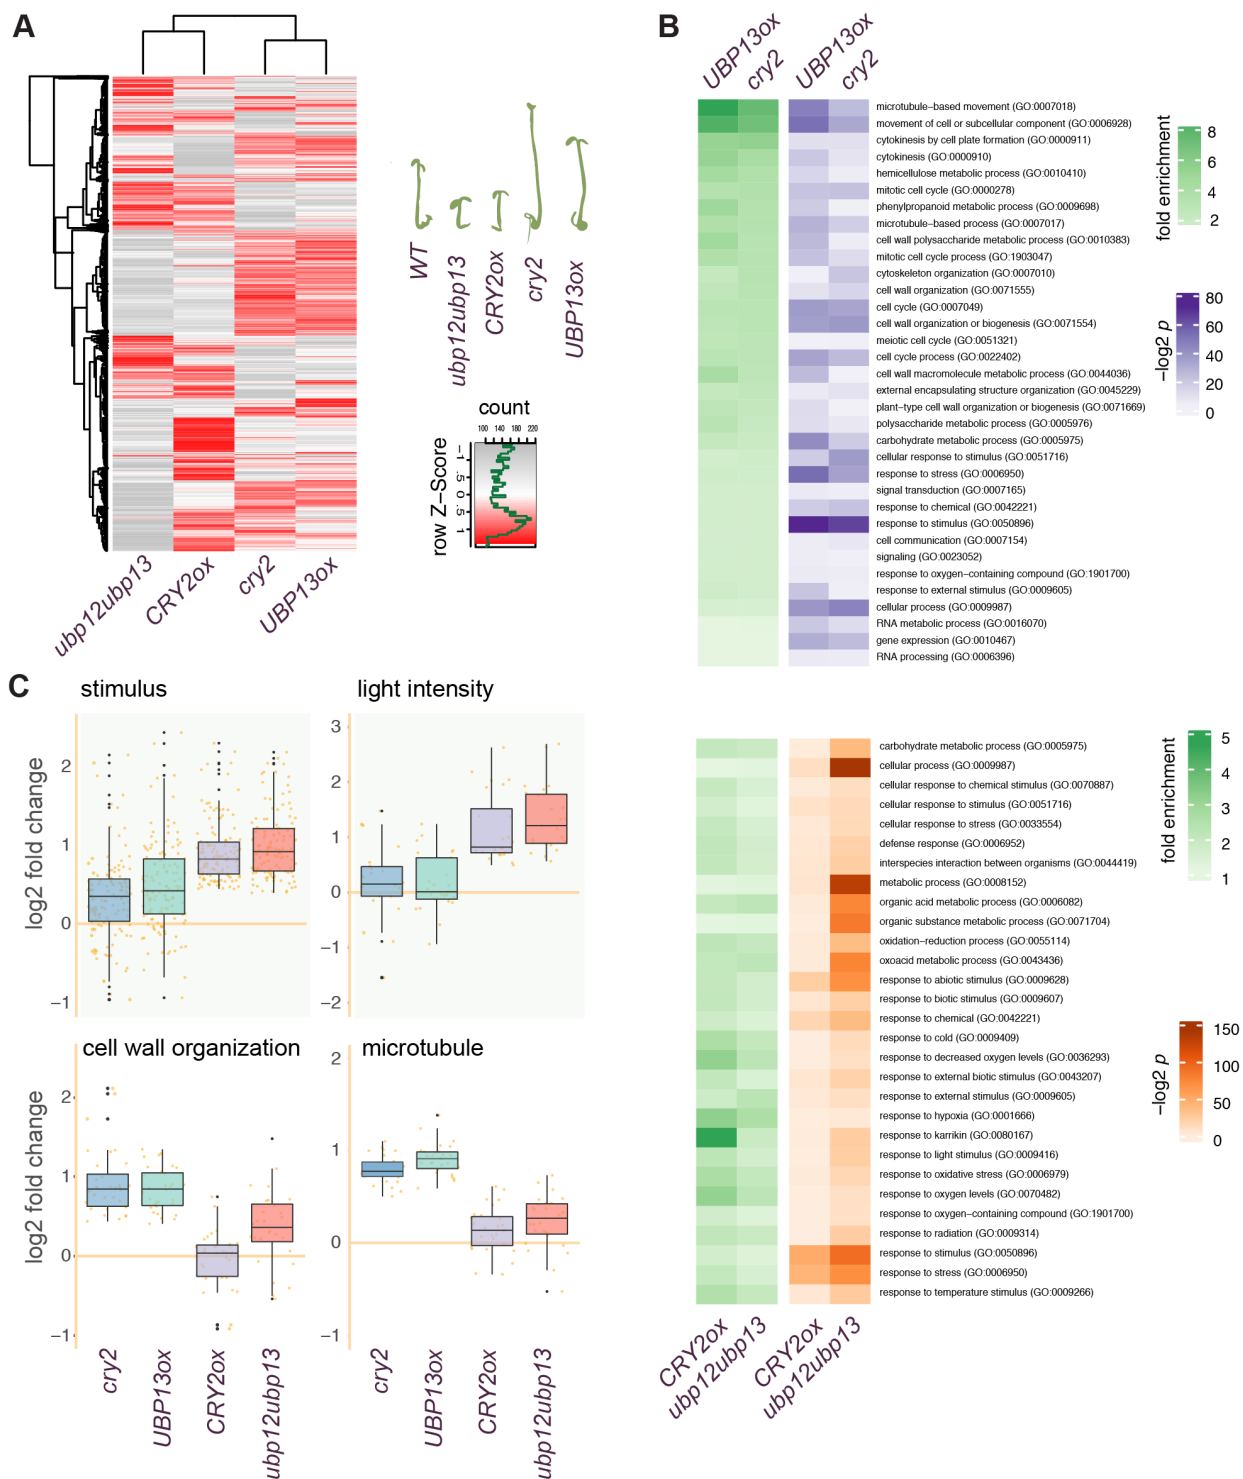 A
ubp12ubp13
CRY2ox
cry2
UBP13ox
WT
ubp12ubp13
CRY2ox
cry2
UBP13ox
count
100 140 180 220
row Z−Score
−1 .5 0 .5 1
B
UBP13ox
cry2
UBP13ox
cry2
microtubule−based movement (GO:0007018)
movement of cell or subcellular component (GO:0006928)
cytokinesis by cell plate formation (GO:0000911)
cytokinesis (GO:0000910)
hemicellulose metabolic process (GO:0010410)
mitotic cell cycle (GO:0000278)
phenylpropanoid metabolic process (GO:0009698)
microtubule−based process (GO:0007017)
cell wall polysaccharide metabolic process (GO:0010383)
mitotic cell cycle process (GO:1903047)
cytoskeleton organization (GO:0007010)
cell wall organization (GO:0071555)
cell cycle (GO:0007049)
cell wall organization or biogenesis (GO:0071554)
meiotic cell cycle (GO:0051321)
cell cycle process (GO:0022402)
cell wall macromolecule metabolic process (GO:0044036)
external encapsulating structure organization (GO:0045229)
plant−type cell wall organization or biogenesis (GO:0071669)
polysaccharide metabolic process (GO:0005976)
carbohydrate metabolic process (GO:0005975)
cellular response to stimulus (GO:0051716)
response to stress (GO:0006950)
signal transduction (GO:0007165)
response to chemical (GO:0042221)
response to stimulus (GO:0050896)
cell communication (GO:0007154)
signaling (GO:0023052)
response to oxygen−containing compound (GO:1901700)
response to external stimulus (GO:0009605)
cellular process (GO:0009987)
RNA metabolic process (GO:0016070)
gene expression (GO:0010467)
RNA processing (GO:0006396)
fold enrichment
8
6
4
2
−log2 p
80
60
40
20
0
carbohydrate metabolic process (GO:0005975)
cellular process (GO:0009987)
cellular response to chemical stimulus (GO:0070887)
cellular response to stimulus (GO:0051716)
cellular response to stress (GO:0033554)
defense response (GO:0006952)
interspecies interaction between organisms (GO:0044419)
metabolic process (GO:0008152)
organic acid metabolic process (GO:0006082)
organic substance metabolic process (GO:0071704)
oxidation−reduction process (GO:0055114)
oxoacid metabolic process (GO:0043436)
response to abiotic stimulus (GO:0009628)
response to biotic stimulus (GO:0009607)
response to chemical (GO:0042221)
response to cold (GO:0009409)
response to decreased oxygen levels (GO:0036293)
response to external biotic stimulus (GO:0043207)
response to external stimulus (GO:0009605)
response to hypoxia (GO:0001666)
response to karrikin (GO:0080167)
response to light stimulus (GO:0009416)
response to oxidative stress (GO:0006979)
response to oxygen levels (GO:0070482)
response to oxygen−containing compound (GO:1901700)
response to radiation (GO:0009314)
response to stimulus (GO:0050896)
response to stress (GO:0006950)
response to temperature stimulus (GO:0009266)
CRY2ox
ubp12ubp13
CRY2ox
ubp12ubp13
fold enrichment
5
4
3
2
1
−log2 p
150
100
50
0
C
stimulus
log2 fold change
2
1
0
−1
light intensity
3
2
1
0
−1
−2
cell wall organization
log2 fold change
2
1
0
−1
microtubule
2
1
0
−1
cry2
UBP13ox
CRY2ox
ubp12ubp13
cry2
UBP13ox
CRY2ox
ubp12ubp13